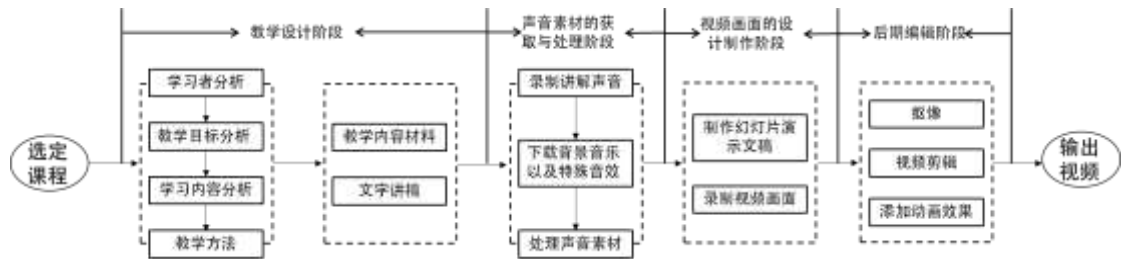 教学设计阶段
声音素材的获
取与处理阶段
视频画面的设
计制作阶段
后期编辑阶段
选定
课程
学习者分析
教学目标分析
学习内容分析
教学方法
教学内容材料
文字讲稿
录制讲解声音
下载背景音乐
以及特殊音效
处理声音素材
制作幻灯片演
示文稿
录制视频画面
抠像
视频剪辑
添加动画效果
输出
视频